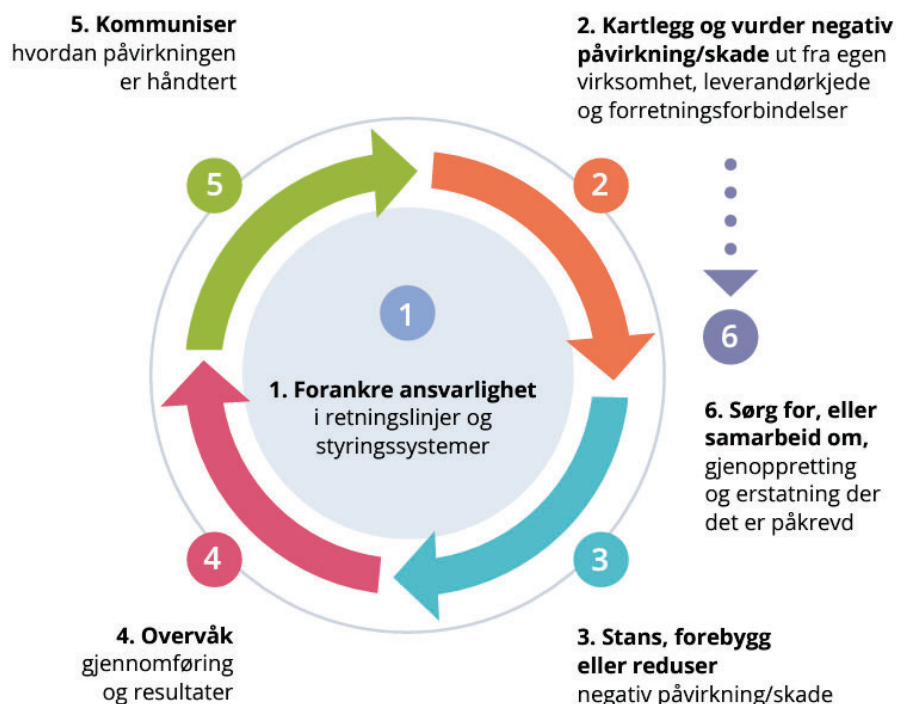 5. Kommuniser
hvordan påvirkningen
er håndtert
2. Kartlegg og vurder negativ
påvirkning/skade ut fra egen
virksomhet, leverandørkjede
og forretningsforbindelser
5
2
1
6
1. Forankre ansvarlighet
i retningslinjer og
styringssystemer
6. Sørg for, eller
samarbeid om,
gjenoppretting
og erstatning der
det er påkrevd
4
3
4. Overvåk
gjennomføring
og resultater
3. Stans, forebygg
eller reduser
negativ påvirkning/skade